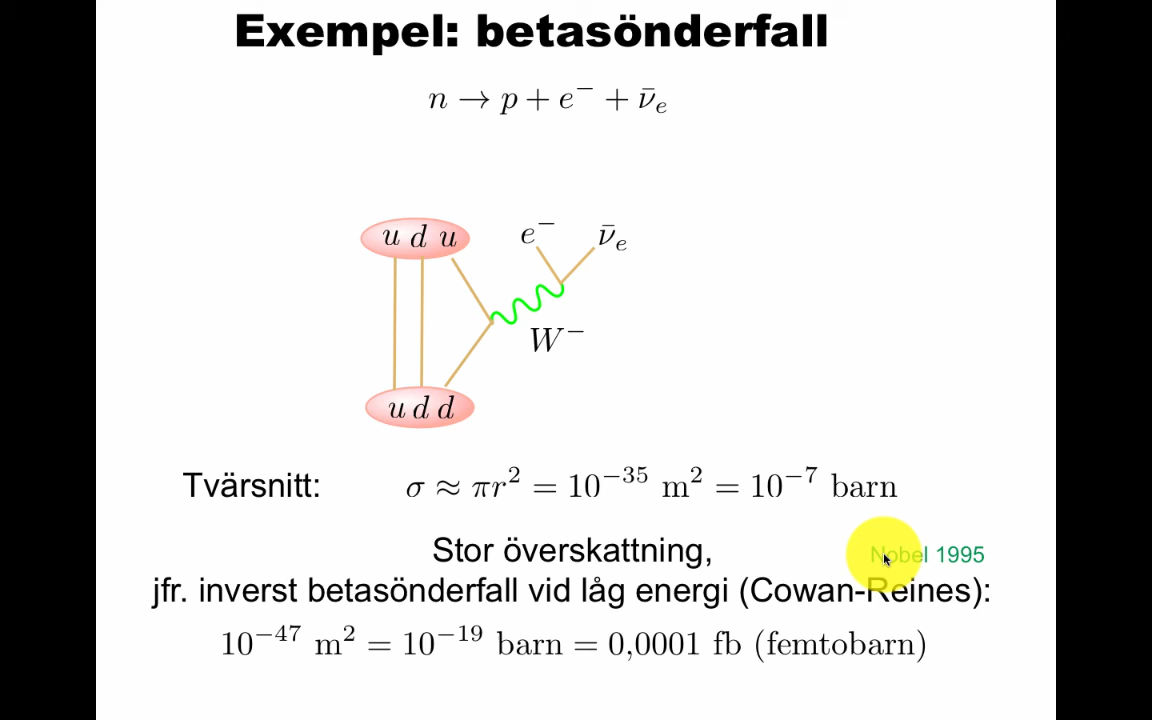 Exempel: betasönderfall
n → p + e⁻ + ν̄ₑ
u d u e⁻ ν̄ₑ
W⁻
u d d
Tvärsnitt: σ ≈ πr² = 10⁻³⁵ m² = 10⁻⁷ barn
Stor överskattning,
Nobel 1995
jfr. inverst betasönderfall vid låg energi (Cowan-Reines):
10⁻⁴⁷ m² = 10⁻¹⁹ barn = 0,0001 fb (femtobarn)